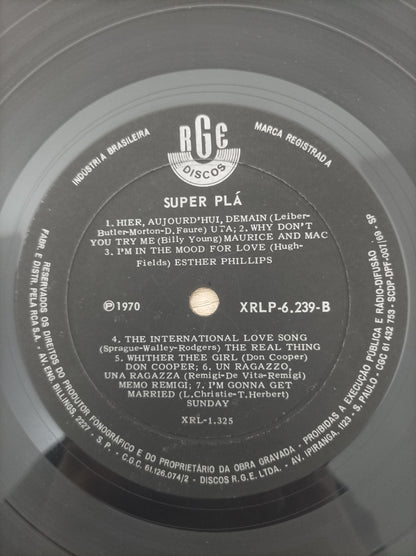 RGE
DISCOS
INDÚSTRIA BRASILEIRA
MARCA REGISTRADA
SUPER PLÁ
1. HIER, AUJOURD'HUI, DEMAIN (Leiber-
Butler-Morton-D. Faure) UTA; 2. WHY DON'T
YOU TRY ME (Billy Young) MAURICE AND MAC
3. I'M IN THE MOOD FOR LOVE (Hugh-
Fields) ESTHER PHILLIPS
℗ 1970
XRLP-6.239-B
4. THE INTERNATIONAL LOVE SONG
(Sprague-Walley-Rodgers) THE REAL THING
5. WHITHER THEE GIRL (Don Cooper)
DON COOPER; 6. UN RAGAZZO,
UNA RAGAZZA (Remigi-De Vita-Remigi)
MEMO REMIGI; 7. I'M GONNA GET
MARRIED (L. Christie-T. Herbert)
SUNDAY
XRL-1.325
FABR. E DISTR. PELA RCA S.A. - AV. ENG. BILLINGS, 2227 - S. P. - C.G.C. 61.126.074/2 - DISCOS R. G. E. LTDA. - AV. IPIRANGA, 1123 - S. PAULO - CGC 61 432 753 - SCDP-DPF-097/69 - SP
RESERVADOS OS DIREITOS DO PRODUTOR FONOGRÁFICO E DO PROPRIETÁRIO DA OBRA GRAVADA - PROIBIDAS A EXECUÇÃO PÚBLICA E RÁDIO-DIFUSÃO